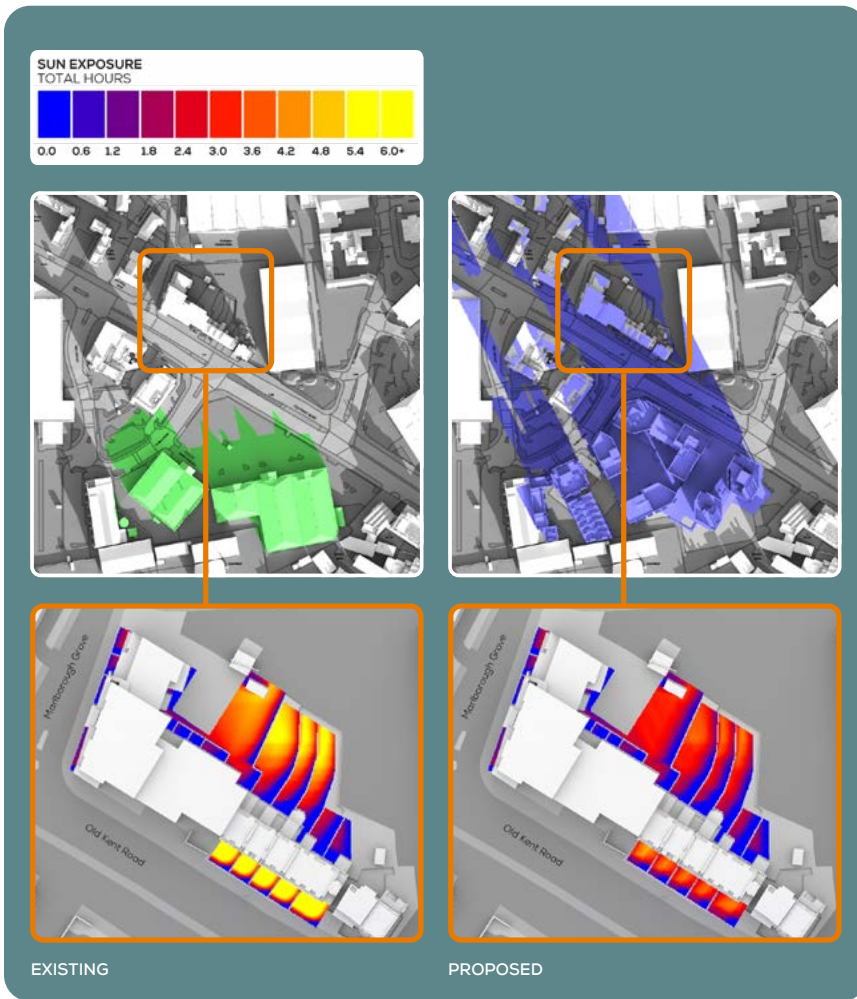 SUN EXPOSURE
TOTAL HOURS
0.0 0.6 1.2 1.8 2.4 3.0 3.6 4.2 4.8 5.4 6.0+
Marlborough Grove
Old Kent Road
Marlborough Grove
Old Kent Road
EXISTING
PROPOSED